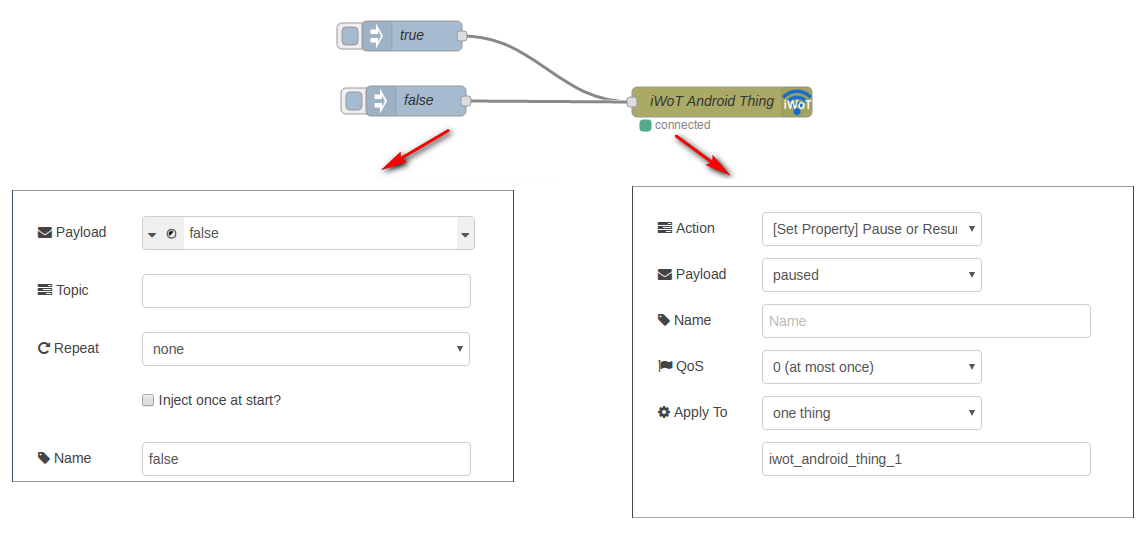 true
false
iWoT Android Thing
iWoT
connected
Payload
false
Topic
Repeat
none
Inject once at start?
Name
false
Action
[Set Property] Pause or Resu
Payload
paused
Name
Name
QoS
0 (at most once)
Apply To
one thing
iwot_android_thing_1